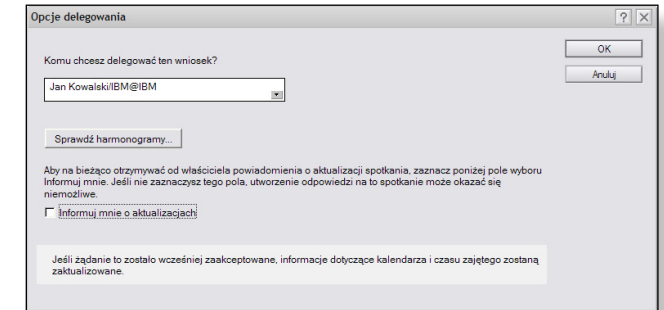 Opcje delegowania
OK
Komu chcesz delegować ten wniosek?
Anuluj
Jan Kowalski/IBM@IBM
Sprawdź harmonogramy...
Aby na bieżąco otrzymywać od właściciela powiadomienia o aktualizacji spotkania, zaznacz poniżej pole wyboru
Informuj mnie. Jeśli nie zaznaczysz tego pola, utworzenie odpowiedzi na to spotkanie może okazać się
niemożliwe.
Informuj mnie o aktualizacjach
Jeśli żądanie to zostało wcześniej zaakceptowane, informacje dotyczące kalendarza i czasu zajętego zostaną
zaktualizowane.